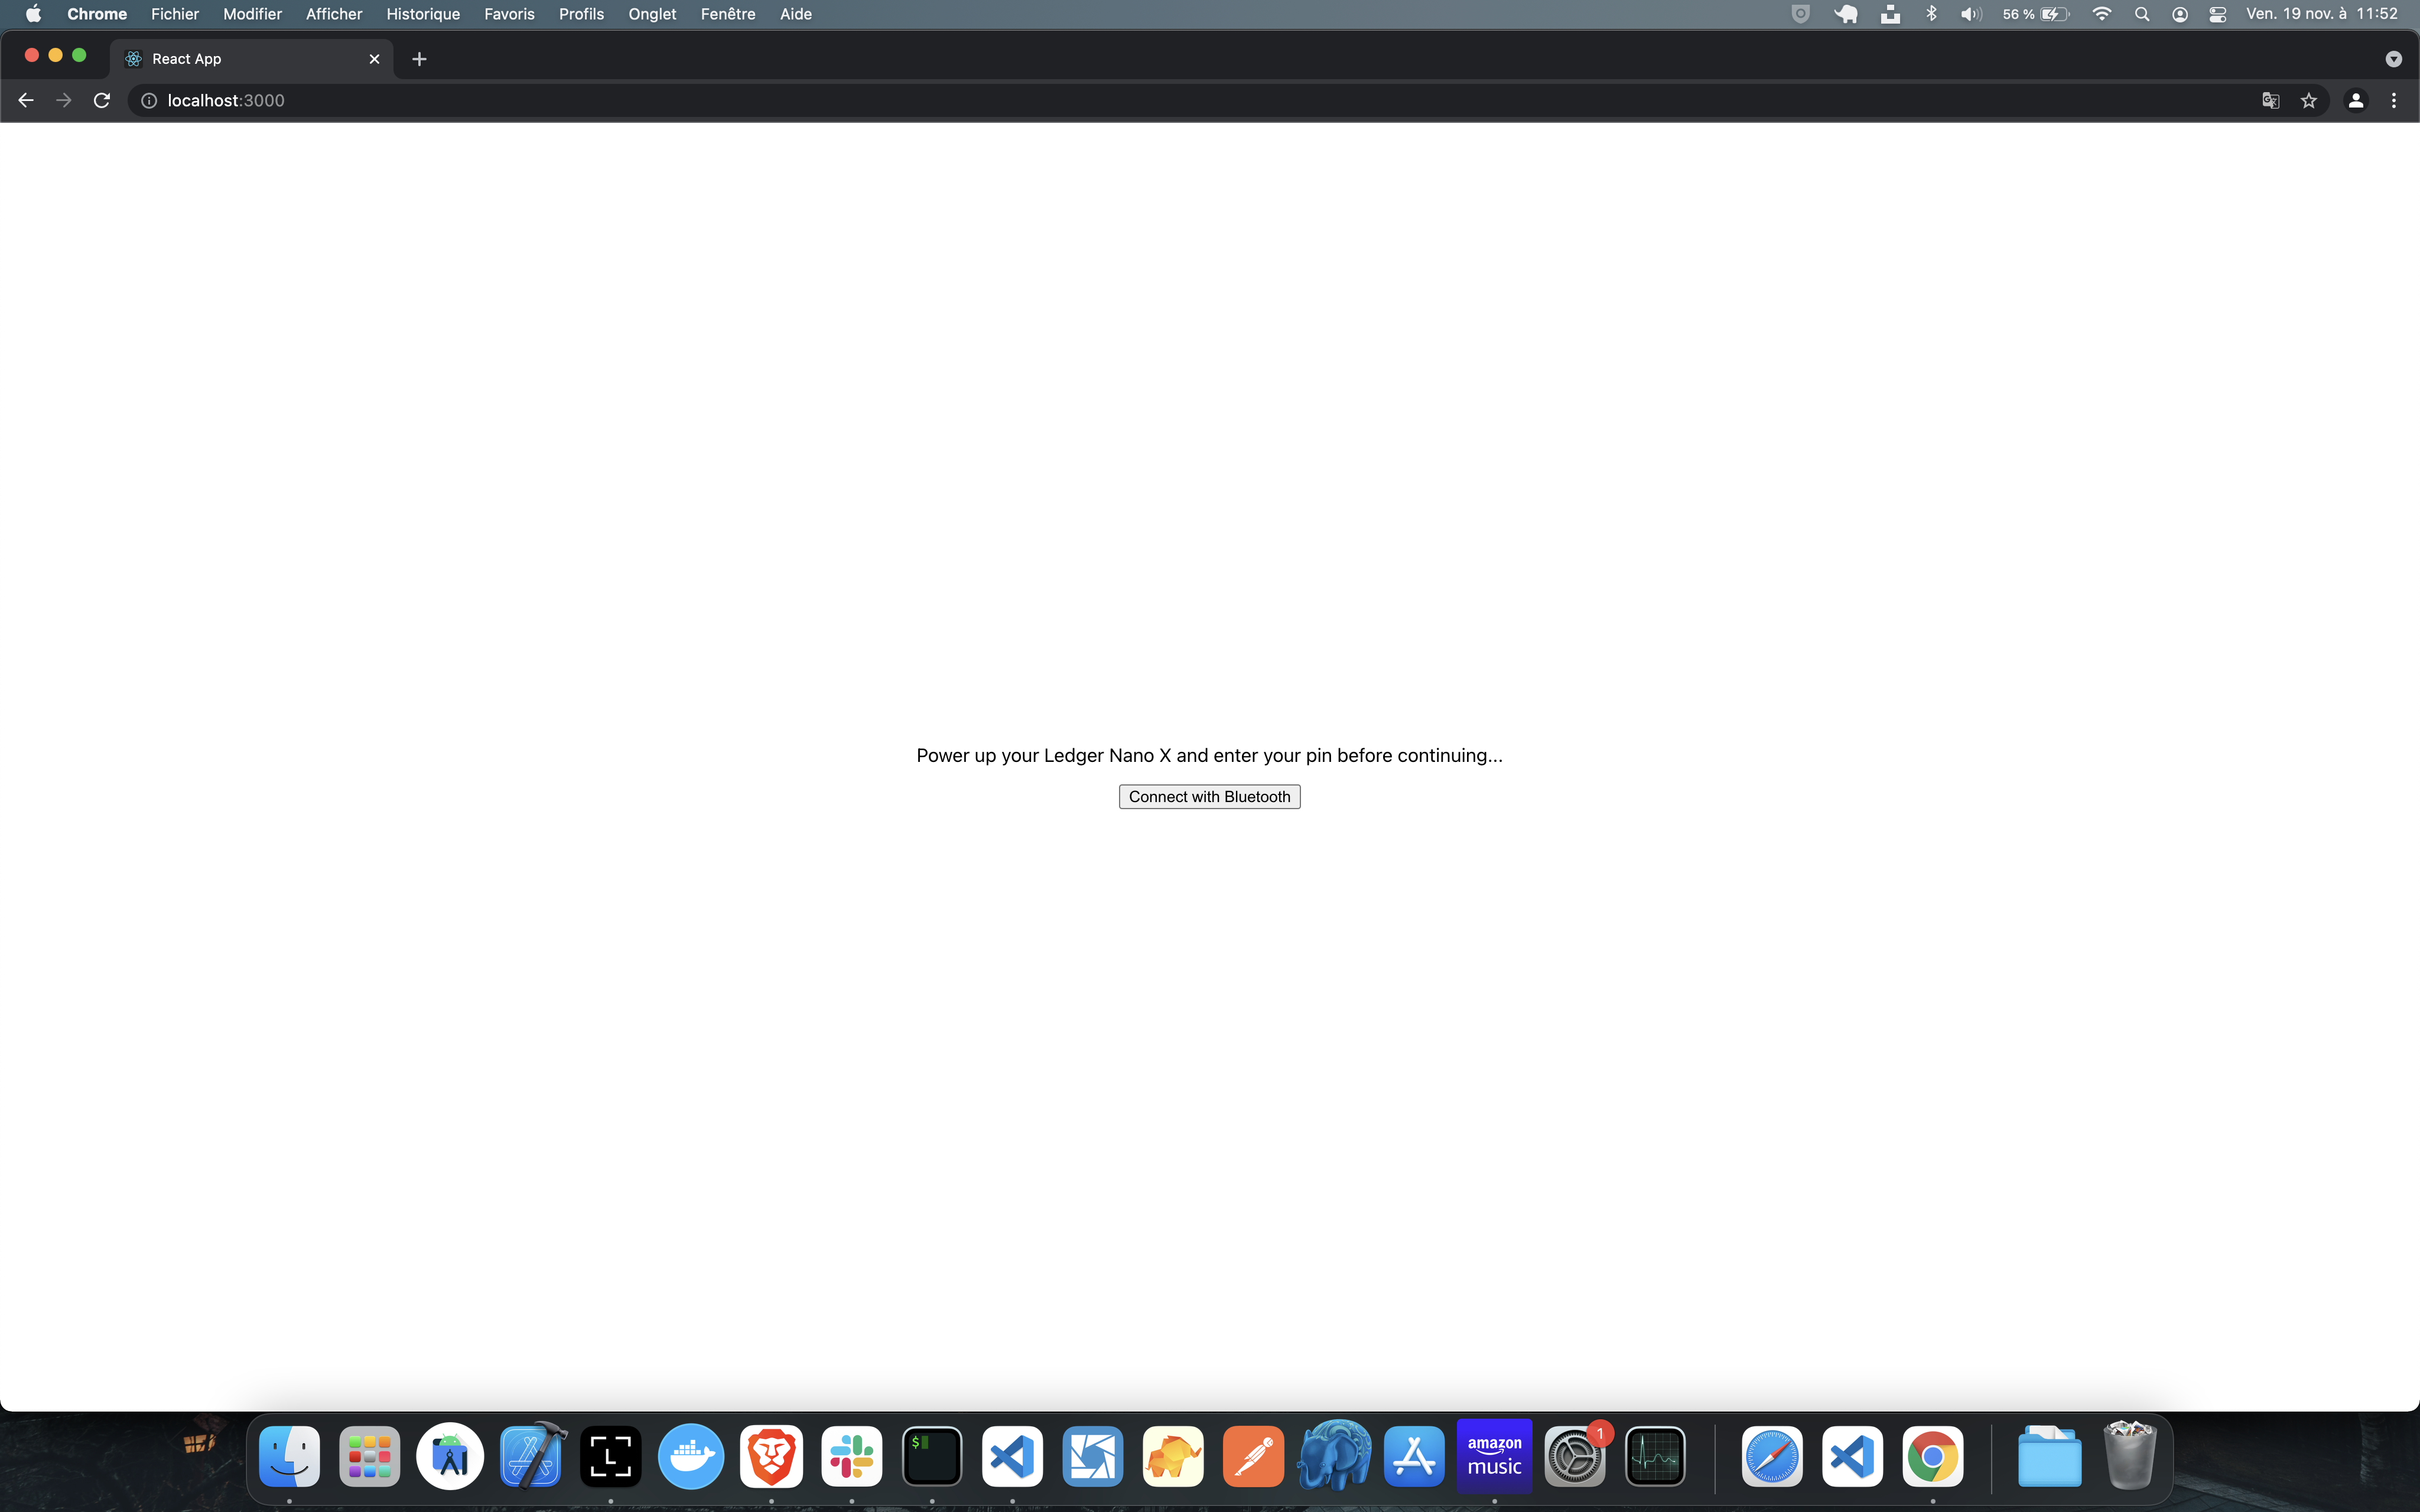 Chrome Fichier Modifier Afficher Historique Favoris Profils Onglet Fenêtre Aide 56 % Ven. 19 nov. à 11:52
React App
localhost:3000
Power up your Ledger Nano X and enter your pin before continuing...
Connect with Bluetooth
$
L
amazon
music
1